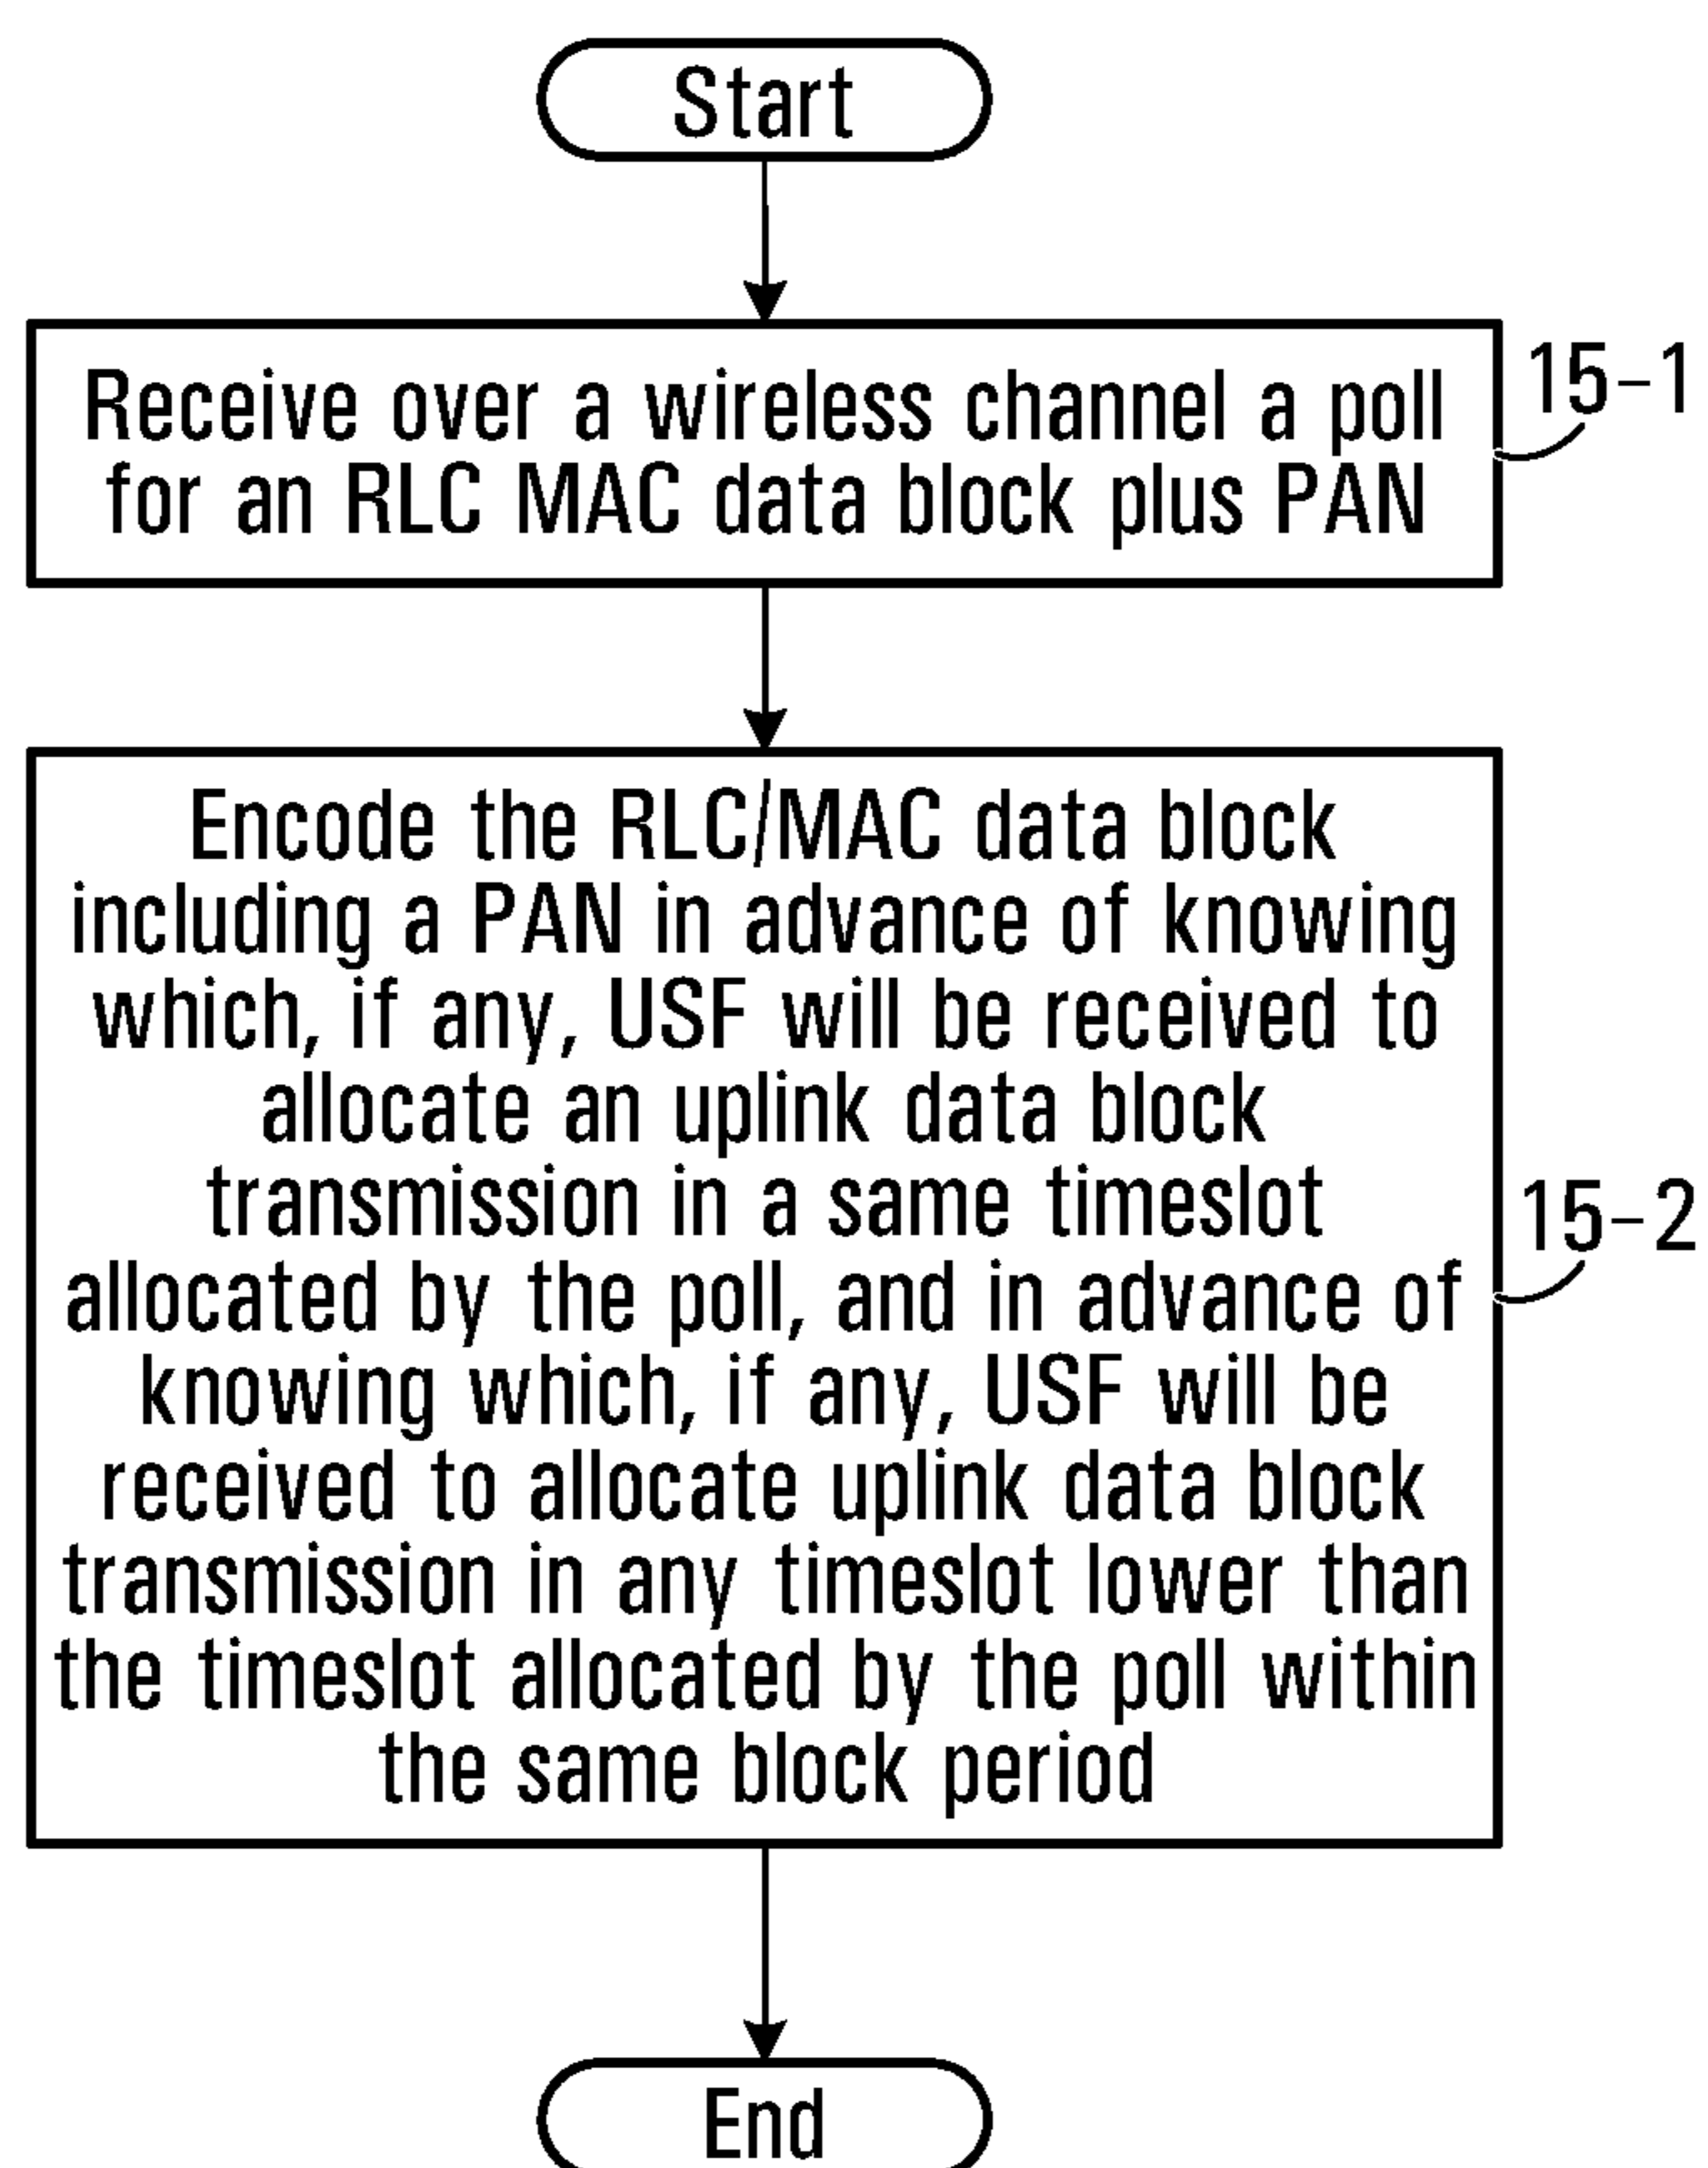 Start
Receive over a wireless channel a poll
for an RLC MAC data block plus PAN
15-1
Encode the RLC/MAC data block
including a PAN in advance of knowing
which, if any, USF will be received to
allocate an uplink data block
transmission in a same timeslot
allocated by the poll, and in advance of
knowing which, if any, USF will be
received to allocate uplink data block
transmission in any timeslot lower than
the timeslot allocated by the poll within
the same block period
15-2
End